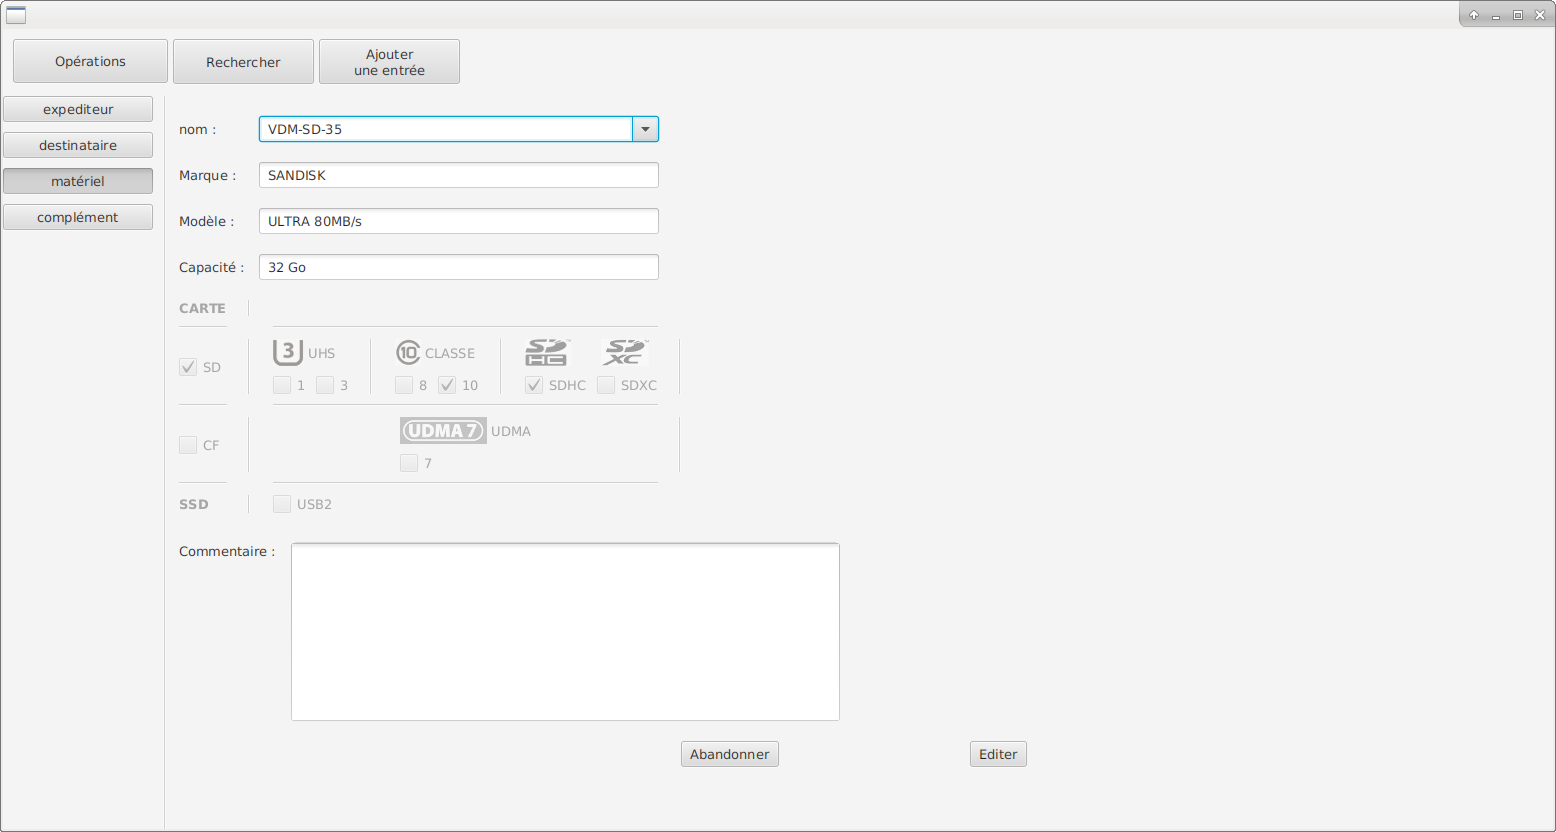 Opérations
Rechercher
Ajouter
une entrée
expediteur
destinataire
matériel
complément
nom :
VDM-SD-35
Marque :
SANDISK
Modèle :
ULTRA 80MB/s
Capacité :
32 Go
CARTE
SD
3 UHS
1
3
10 CLASSE
8
10
SD HC
SD XC
SDHC
SDXC
CF
UDMA 7 UDMA
7
SSD
USB2
Commentaire :
Abandonner
Editer